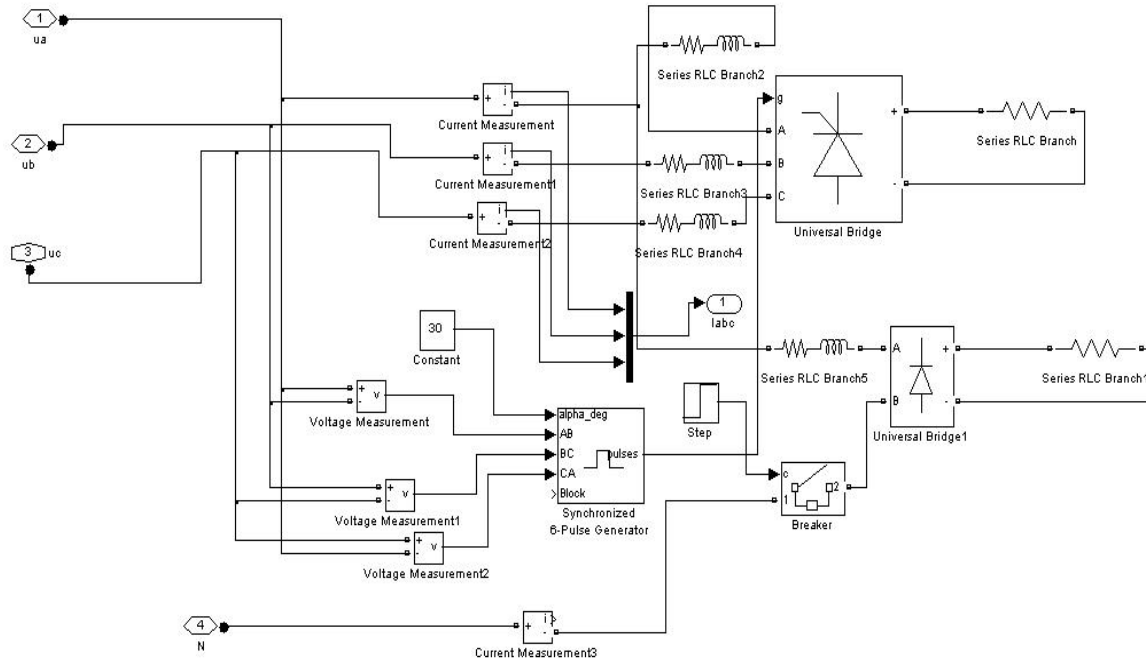 1
ua
2
ub
3
uc
+
i
-
Current Measurement
+
i
-
Current Measurement1
+
i
-
Current Measurement2
Series RLC Branch2
Series RLC Branch3
Series RLC Branch4
g
A
B
C
+
-
Universal Bridge
Series RLC Branch
1
Iabc
30
Constant
+
-
v
Voltage Measurement
+
-
v
Voltage Measurement1
+
-
v
Voltage Measurement2
alpha_deg
AB
BC
CA
Block
pulses
Synchronized
6-Pulse Generator
Step
Series RLC Branch5
A
B
+
-
Universal Bridge1
Series RLC Branch1
c
1
2
Breaker
4
N
+
i
-
Current Measurement3